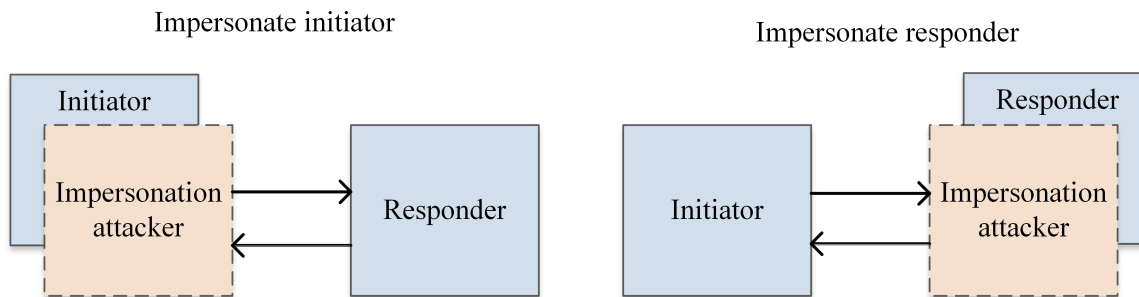 Impersonate initiator
Initiator
Impersonation
attacker
Responder
Impersonate responder
Initiator
Responder
Impersonation
attacker